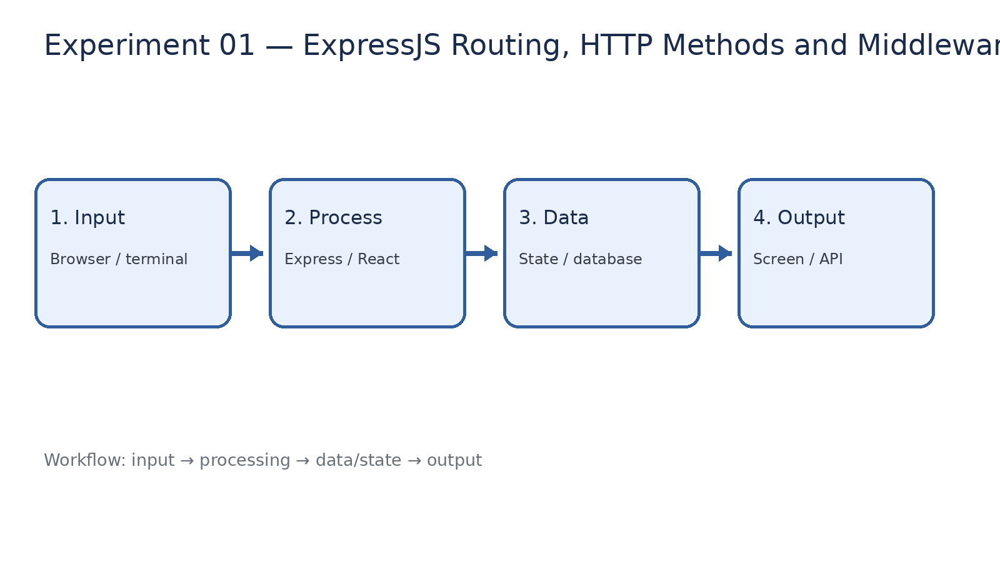 Experiment 01 — ExpressJS Routing, HTTP Methods and Middlewar
1. Input
Browser / terminal
2. Process
Express / React
3. Data
State / database
4. Output
Screen / API
Workflow: input → processing → data/state → output